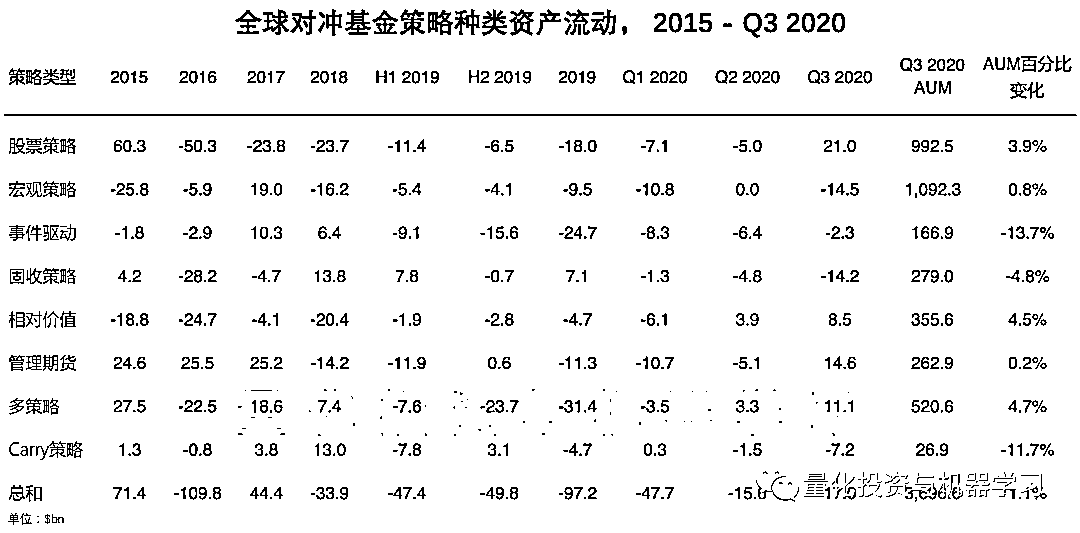 全球对冲基金策略种类资产流动， 2015 - Q3 2020
策略类型 2015 2016 2017 2018 H1 2019 H2 2019 2019 Q1 2020 Q2 2020 Q3 2020 Q3 2020 AUM AUM百分比变化
股票策略 60.3 -50.3 -23.8 -23.7 -11.4 -6.5 -18.0 -7.1 -5.0 21.0 992.5 3.9%
宏观策略 -25.8 -5.9 19.0 -16.2 -5.4 -4.1 -9.5 -10.8 0.0 -14.5 1,092.3 0.8%
事件驱动 -1.8 -2.9 10.3 6.4 -9.1 -15.6 -24.7 -8.3 -6.4 -2.3 166.9 -13.7%
固收策略 4.2 -28.2 -4.7 13.8 7.8 -0.7 7.1 -1.3 -4.8 -14.2 279.0 -4.8%
相对价值 -18.8 -24.7 -4.1 -20.4 -1.9 -2.8 -4.7 -6.1 3.9 8.5 355.6 4.5%
管理期货 24.6 25.5 25.2 -14.2 -11.9 0.6 -11.3 -10.7 -5.1 14.6 262.9 0.2%
多策略 27.5 -22.5 18.6 7.4 -7.6 -23.7 -31.4 -3.5 3.3 11.1 520.6 4.7%
Carry策略 1.3 -0.8 3.8 13.0 -7.8 3.1 -4.7 0.3 -1.5 -7.2 26.9 -11.7%
总和 71.4 -109.8 44.4 -33.9 -47.4 -49.8 -97.2 -47.7
量化投资与机器学习
单位：$bn